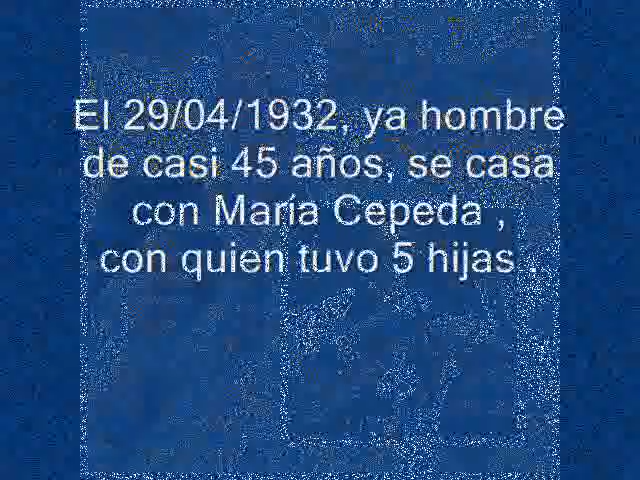 El 29/04/1932, ya hombre
de casi 45 años, se casa
con María Cepeda ,
con quien tuvo 5 hijas .